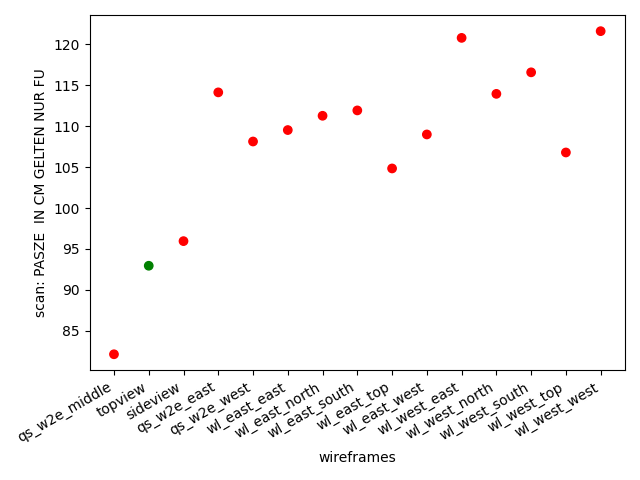 120
115
110
105
100
95
90
85
scan: PASZE  IN CM GELTEN NUR FU
qs_w2e_middle
topview
sideview
qs_w2e_east
qs_w2e_west
wl_east_east
wl_east_north
wl_east_south
wl_east_top
wl_east_west
wl_west_east
wl_west_north
wl_west_south
wl_west_top
wl_west_west
wireframes